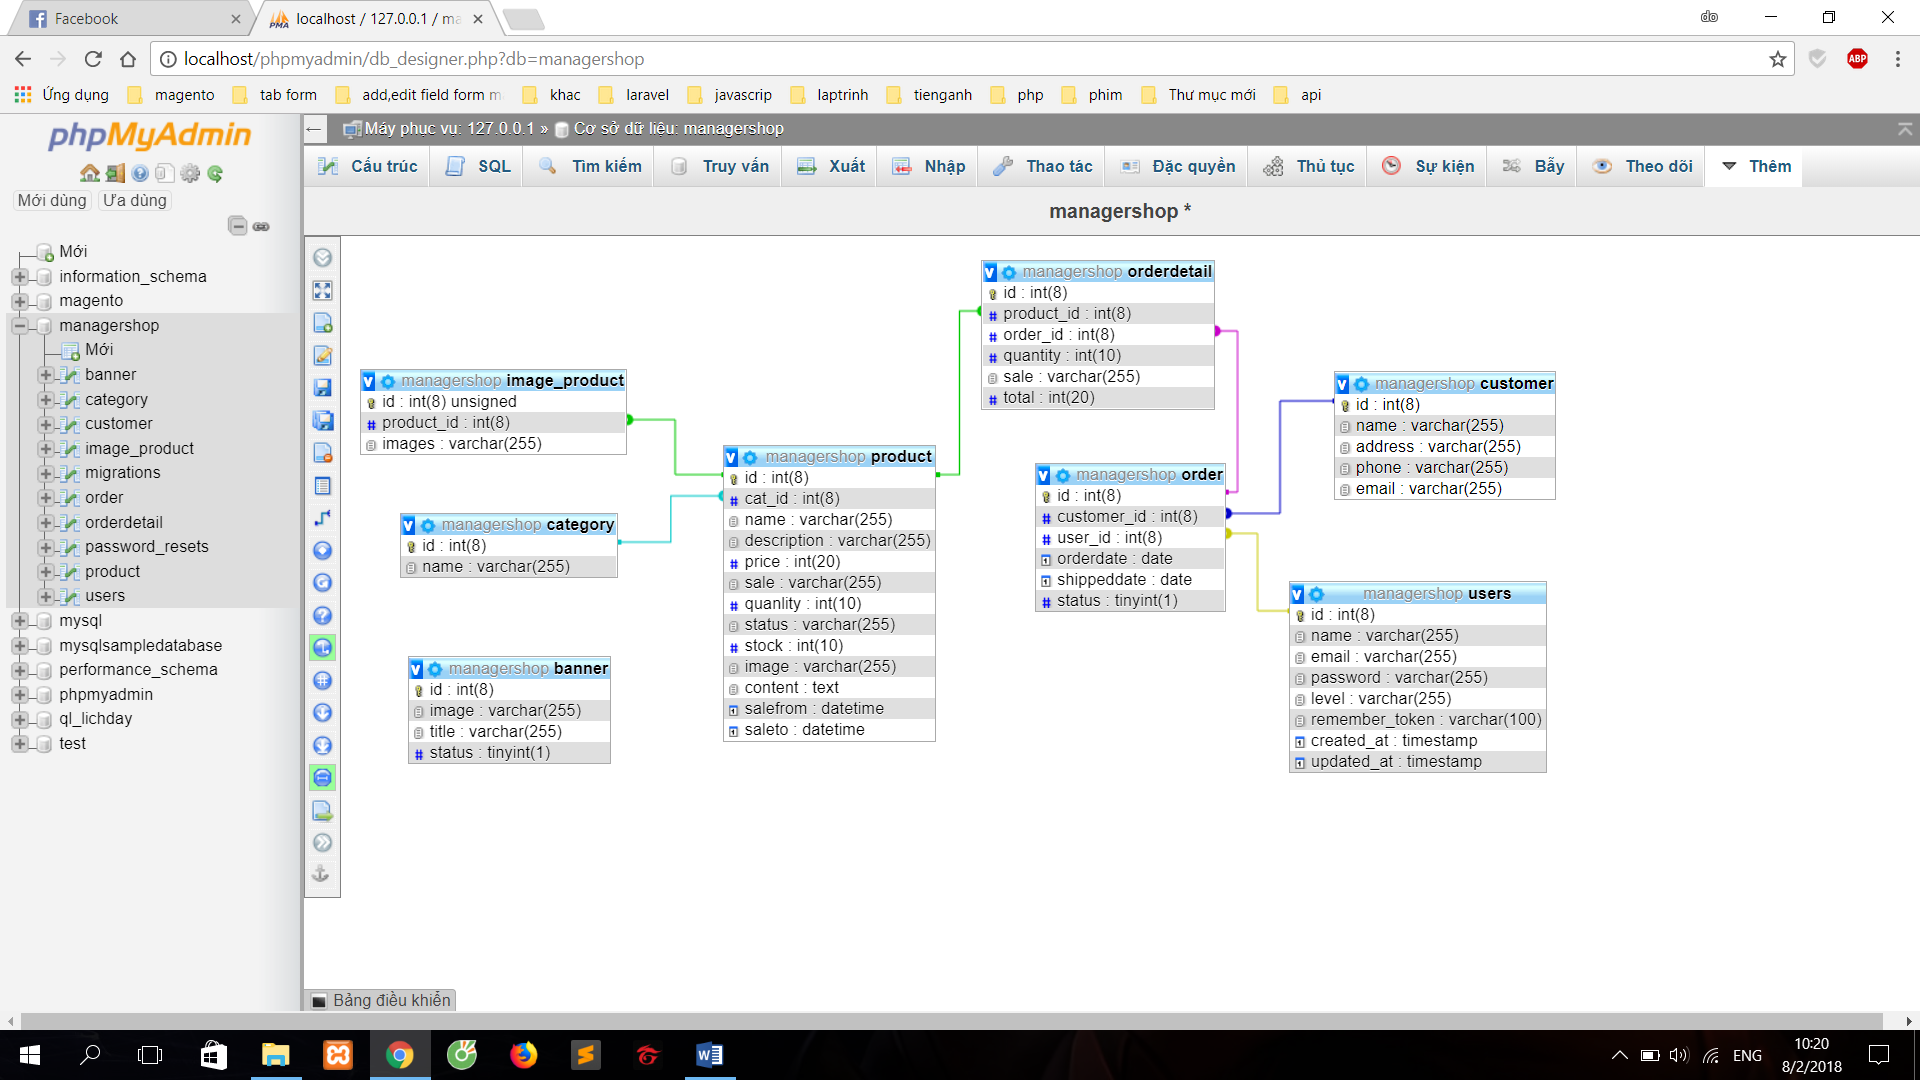 Facebook
localhost / 127.0.0.1 / ma
localhost/phpmyadmin/db_designer.php?db=managershop
ABP
Ứng dụng
magento
tab form
add,edit field form m
khac
laravel
javascrip
laptrinh
tienganh
php
phim
Thư mục mới
api
phpMyAdmin
Mới dùng
Ưa dùng
Mới
information_schema
magento
managershop
Mới
banner
category
customer
image_product
migrations
order
orderdetail
password_resets
product
users
mysql
mysqlsampledatabase
performance_schema
phpmyadmin
ql_lichday
test
Máy phục vụ: 127.0.0.1 » Cơ sở dữ liệu: managershop
Cấu trúc
SQL
Tìm kiếm
Truy vấn
Xuất
Nhập
Thao tác
Đặc quyền
Thủ tục
Sự kiện
Bẫy
Theo dõi
Thêm
managershop *
managershop image_product
id : int(8) unsigned
product_id : int(8)
images : varchar(255)
managershop category
id : int(8)
name : varchar(255)
managershop banner
id : int(8)
image : varchar(255)
title : varchar(255)
status : tinyint(1)
managershop product
id : int(8)
cat_id : int(8)
name : varchar(255)
description : varchar(255)
price : int(20)
sale : varchar(255)
quanlity : int(10)
status : varchar(255)
stock : int(10)
image : varchar(255)
content : text
salefrom : datetime
saleto : datetime
managershop orderdetail
id : int(8)
product_id : int(8)
order_id : int(8)
quantity : int(10)
sale : varchar(255)
total : int(20)
managershop order
id : int(8)
customer_id : int(8)
user_id : int(8)
orderdate : date
shippeddate : date
status : tinyint(1)
managershop customer
id : int(8)
name : varchar(255)
address : varchar(255)
phone : varchar(255)
email : varchar(255)
managershop users
id : int(8)
name : varchar(255)
email : varchar(255)
password : varchar(255)
level : varchar(255)
remember_token : varchar(100)
created_at : timestamp
updated_at : timestamp
Bảng điều khiển
ENG
10:20
8/2/2018